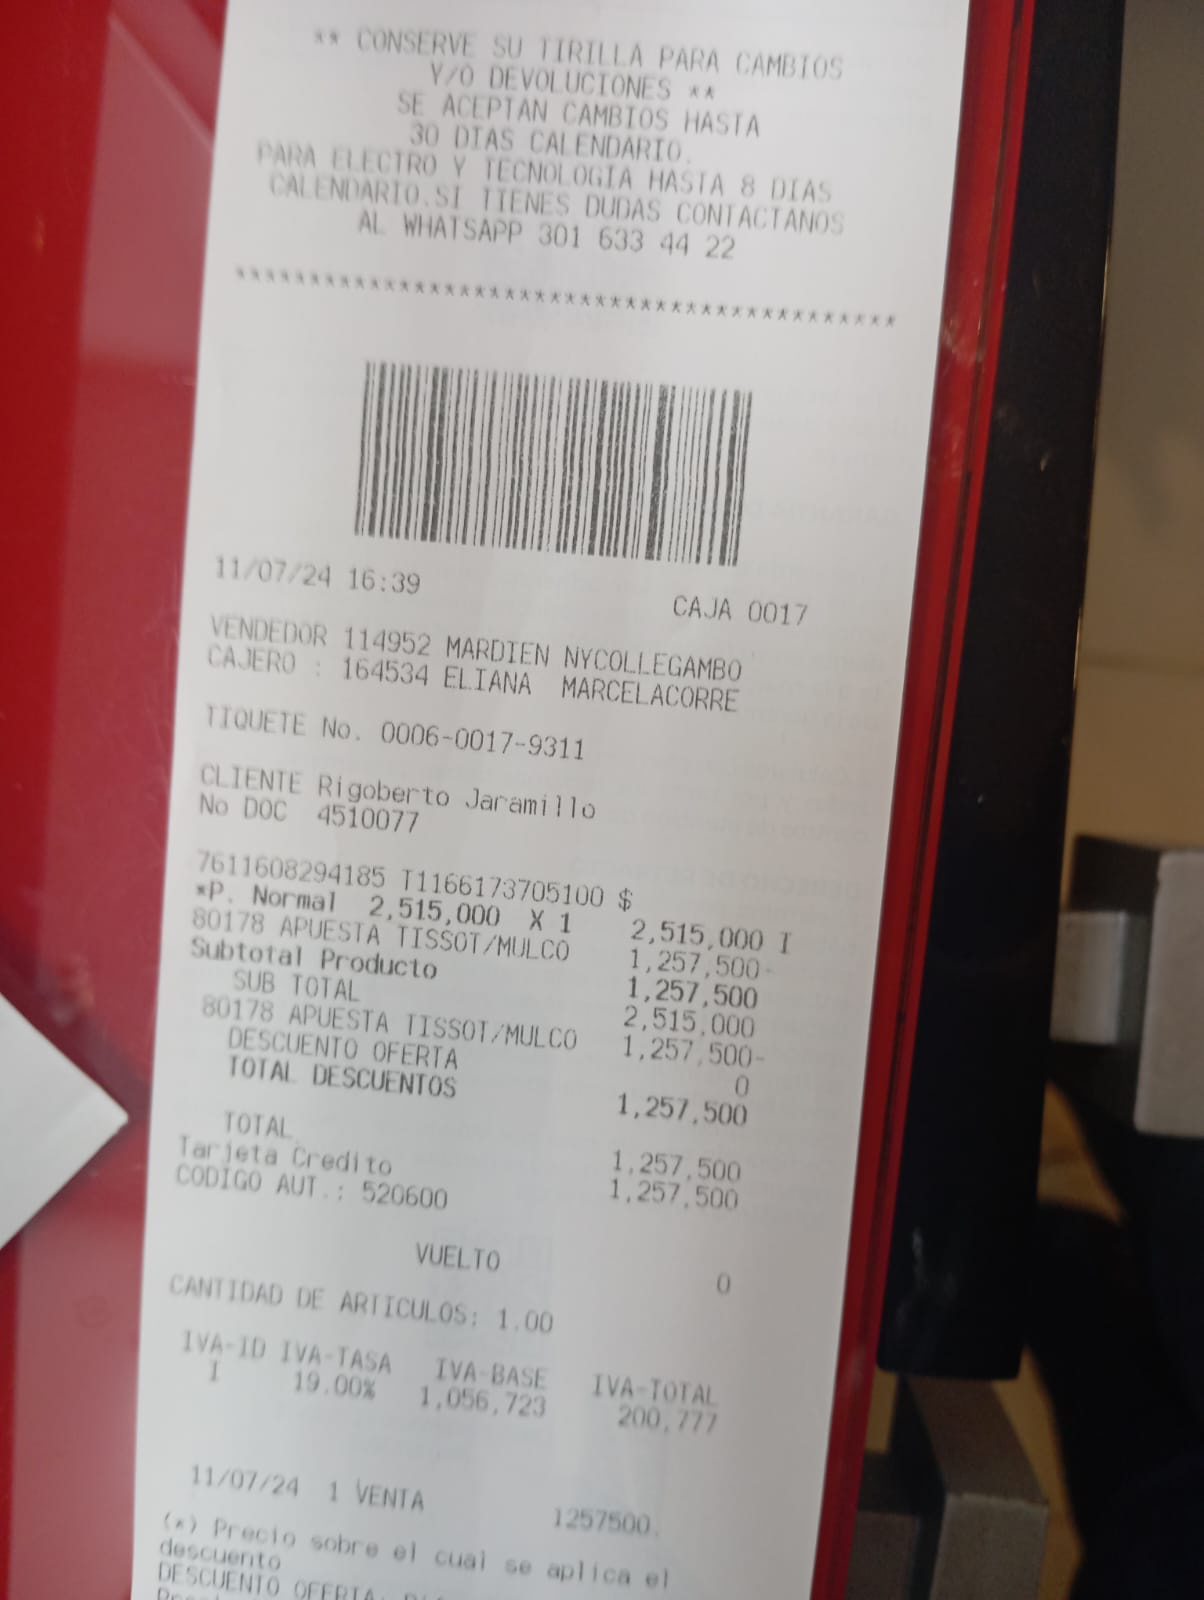 ** CONSERVE SU TIRILLA PARA CAMBIOS
Y/O DEVOLUCIONES **
SE ACEPTAN CAMBIOS HASTA
30 DIAS CALENDARIO.
PARA ELECTRO Y TECNOLOGIA HASTA 8 DIAS
CALENDARIO.SI TIENES DUDAS CONTACTANOS
AL WHATSAPP 301 633 44 22
********************************************
11/07/24 16:39 CAJA 0017
VENDEDOR 114952 MARDIEN NYCOLLEGAMBO
CAJERO : 164534 ELIANA MARCELACORRE
TIQUETE No. 0006-0017-9311
CLIENTE Rigoberto Jaramillo
No DOC 4510077
7611608294185 T1166173705100 $
*P. Normal 2,515,000 X 1 2,515,000 I
80178 APUESTA TISSOT/MULCO 1,257,500-
Subtotal Producto 1,257,500
SUB TOTAL 2,515,000
80178 APUESTA TISSOT/MULCO 1,257,500-
DESCUENTO OFERTA 0
TOTAL DESCUENTOS 1,257,500
TOTAL 1,257,500
Tarjeta Credito 1,257,500
CODIGO AUT.: 520600
VUELTO 0
CANTIDAD DE ARTICULOS: 1.00
IVA-ID IVA-TASA IVA-BASE IVA-TOTAL
I 19.00% 1,056,723 200,777
11/07/24 1 VENTA 1257500.
(*) Precio sobre el cual se aplica el
descuento
DESCUENTO OFERTA: